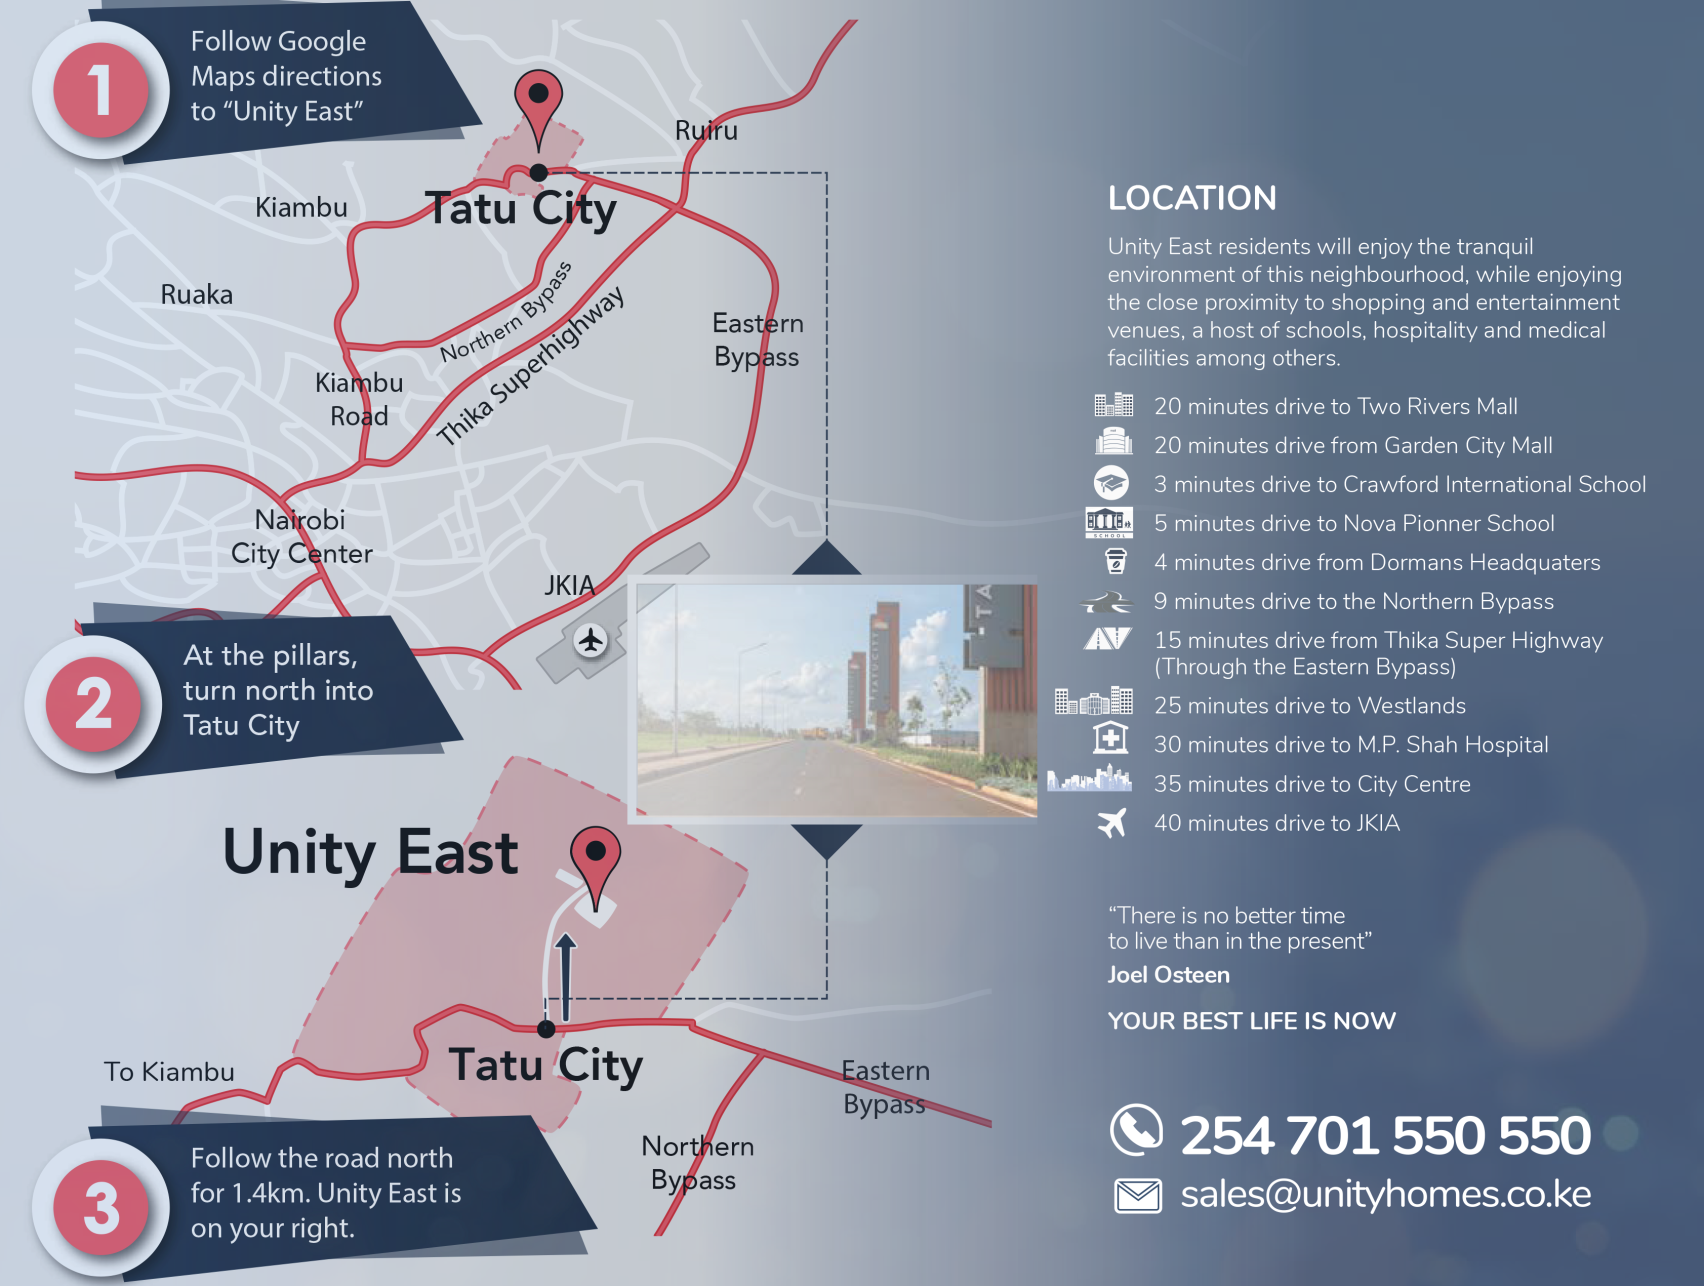 1
Follow Google
Maps directions
to “Unity East”
Ruiru
Tatu City
Kiambu
Ruaka
Northern Bypass
Thika Superhighway
Eastern
Bypass
Kiambu
Road
Nairobi
City Center
JKIA
2
At the pillars,
turn north into
Tatu City
TATU CITY
TA
Unity East
Tatu City
To Kiambu
Eastern
Bypass
Northern
Bypass
3
Follow the road north
for 1.4km. Unity East is
on your right.
LOCATION
Unity East residents will enjoy the tranquil
environment of this neighbourhood, while enjoying
the close proximity to shopping and entertainment
venues, a host of schools, hospitality and medical
facilities among others.
20 minutes drive to Two Rivers Mall
20 minutes drive from Garden City Mall
3 minutes drive to Crawford International School
SCHOOL
5 minutes drive to Nova Pionner School
4 minutes drive from Dormans Headquaters
9 minutes drive to the Northern Bypass
15 minutes drive from Thika Super Highway
(Through the Eastern Bypass)
25 minutes drive to Westlands
30 minutes drive to M.P. Shah Hospital
35 minutes drive to City Centre
40 minutes drive to JKIA
“There is no better time
to live than in the present”
Joel Osteen
YOUR BEST LIFE IS NOW
254 701 550 550
sales@unityhomes.co.ke